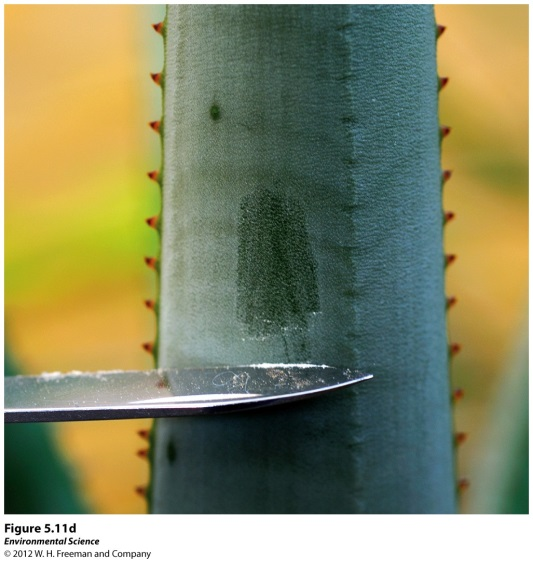 Figure 5.11d
Environmental Science
© 2012 W. H. Freeman and Company